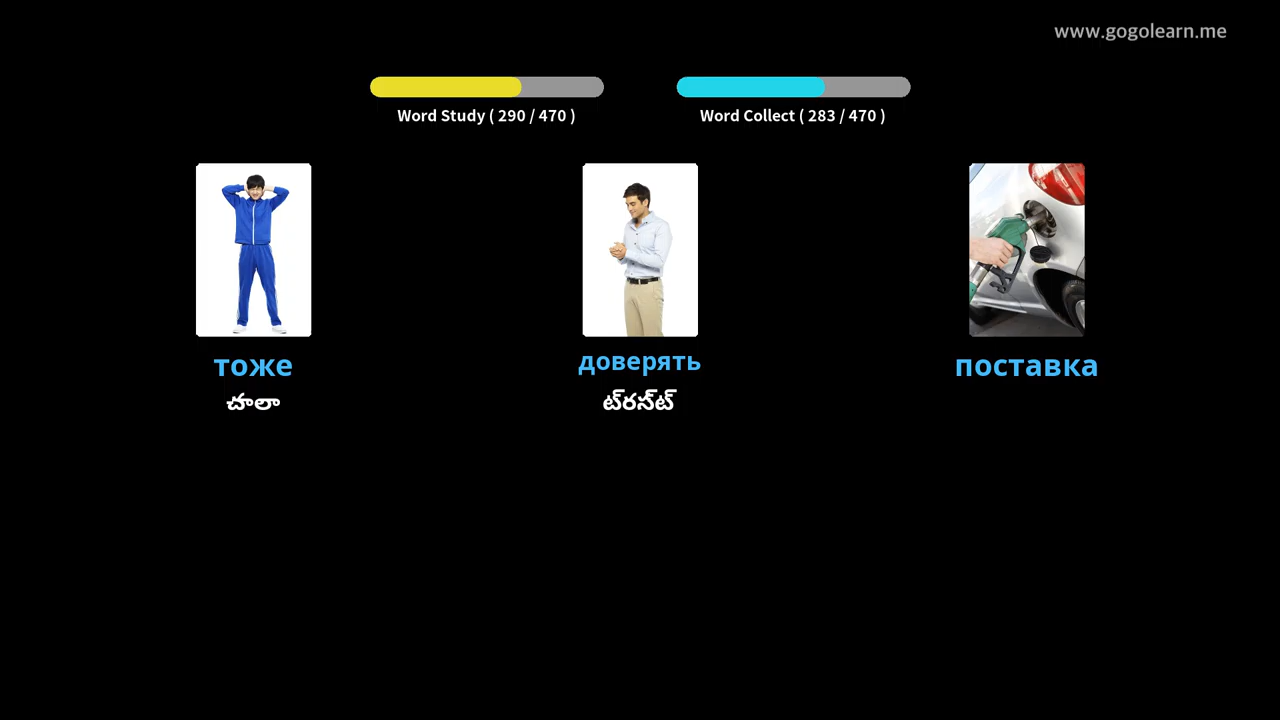 www.gogolearn.me
Word Study ( 290 / 470 )
Word Collect ( 283 / 470 )
тоже
доверять
поставка
చాలా
ట్రస్ట్